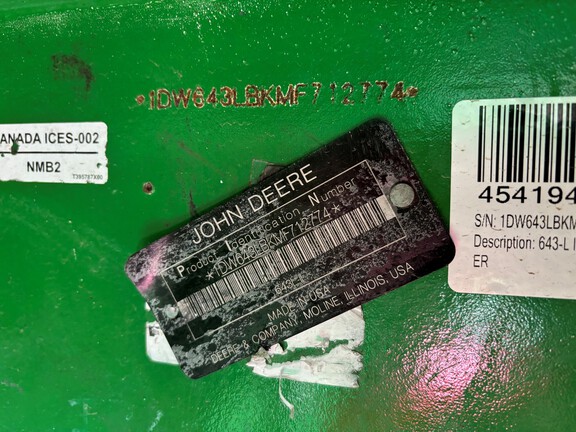 *1DW643LBKMF712774*
ANADA ICES-002
NMB2
T395787X80
JOHN DEERE
Product Identification Number
*1DW643LBKMF712774*
643L
MADE IN USA
DEERE & COMPANY, MOLINE, ILLINOIS, USA
454194
S/N: 1DW643LBKM
Description: 643-L
ER